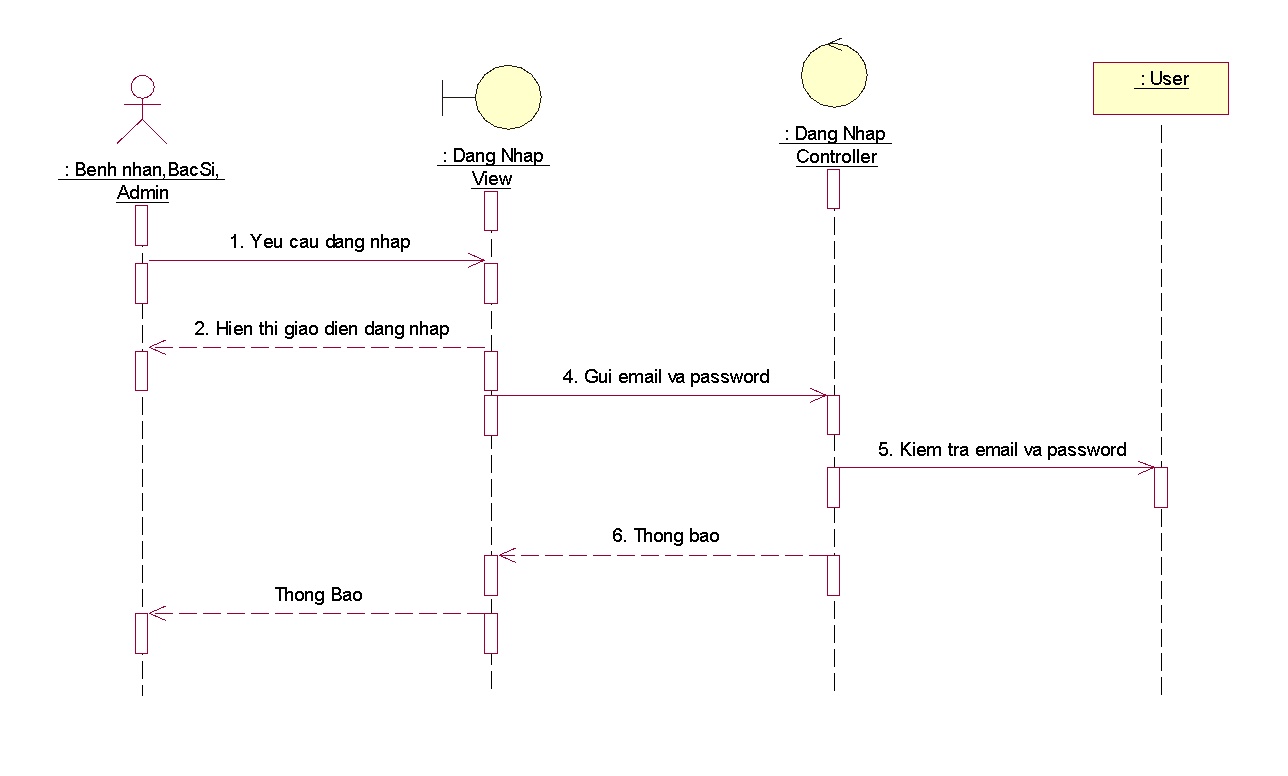 : User
: Dang Nhap
Controller
: Dang Nhap
View
: Benh nhan,BacSi,
Admin
1. Yeu cau dang nhap
2. Hien thi giao dien dang nhap
4. Gui email va password
5. Kiem tra email va password
6. Thong bao
Thong Bao